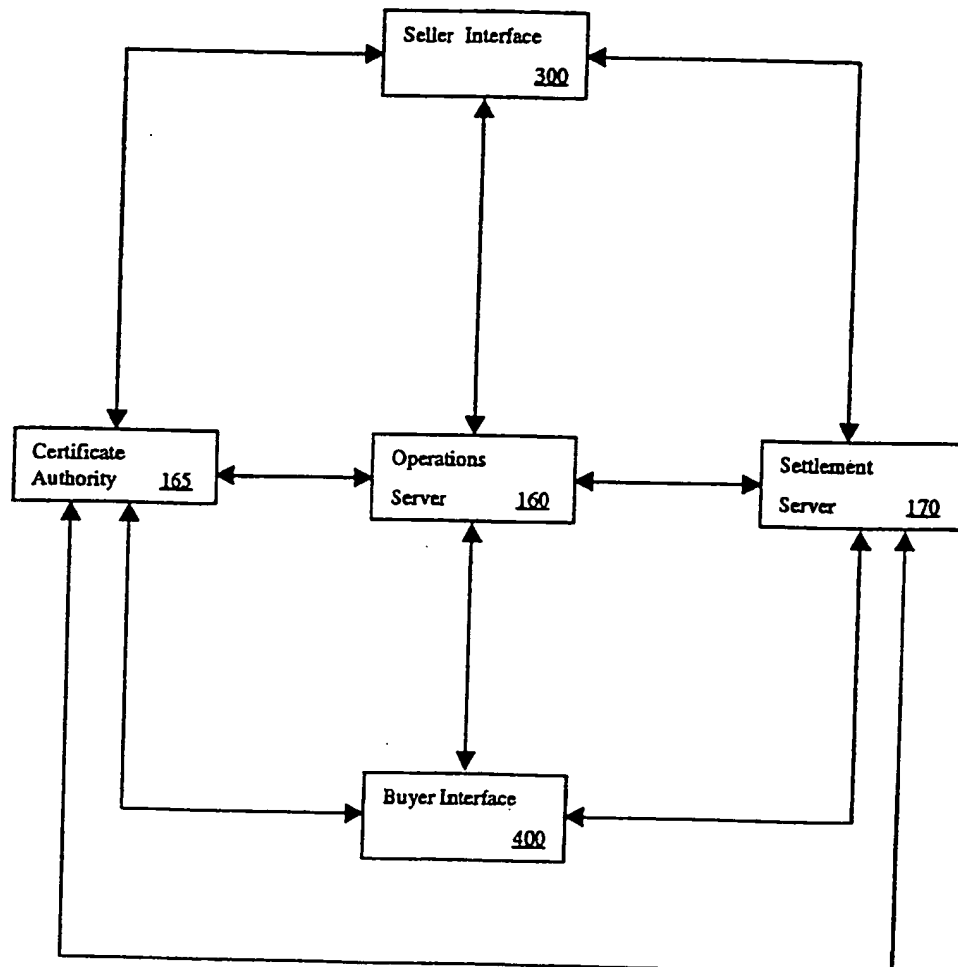 Seller Interface
300
Certificate
Authority 165
Operations
Server 160
Settlement
Server 170
Buyer Interface
400